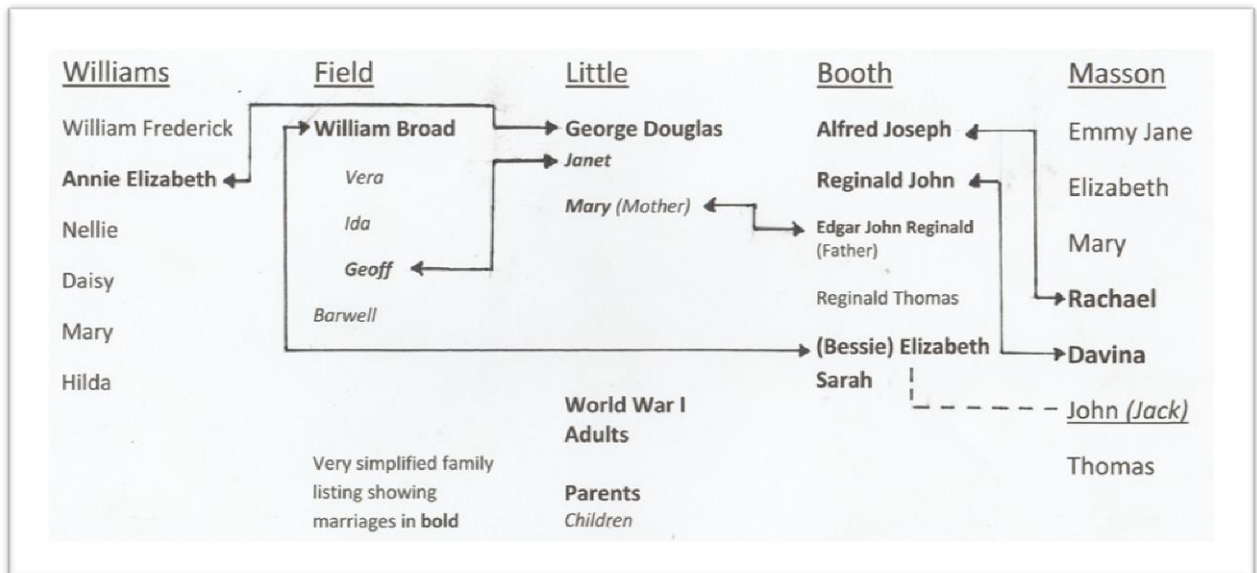 Williams
William Frederick
Annie Elizabeth
Nellie
Daisy
Mary
Hilda
Field
William Broad
Vera
Ida
Geoff
Barwell
Very simplified family
listing showing
marriages in bold
Little
George Douglas
Janet
Mary (Mother)
World War I
Adults
Parents
Children
Booth
Alfred Joseph
Reginald John
Edgar John Reginald
(Father)
Reginald Thomas
(Bessie) Elizabeth
Sarah
Masson
Emmy Jane
Elizabeth
Mary
Rachael
Davina
John (Jack)
Thomas